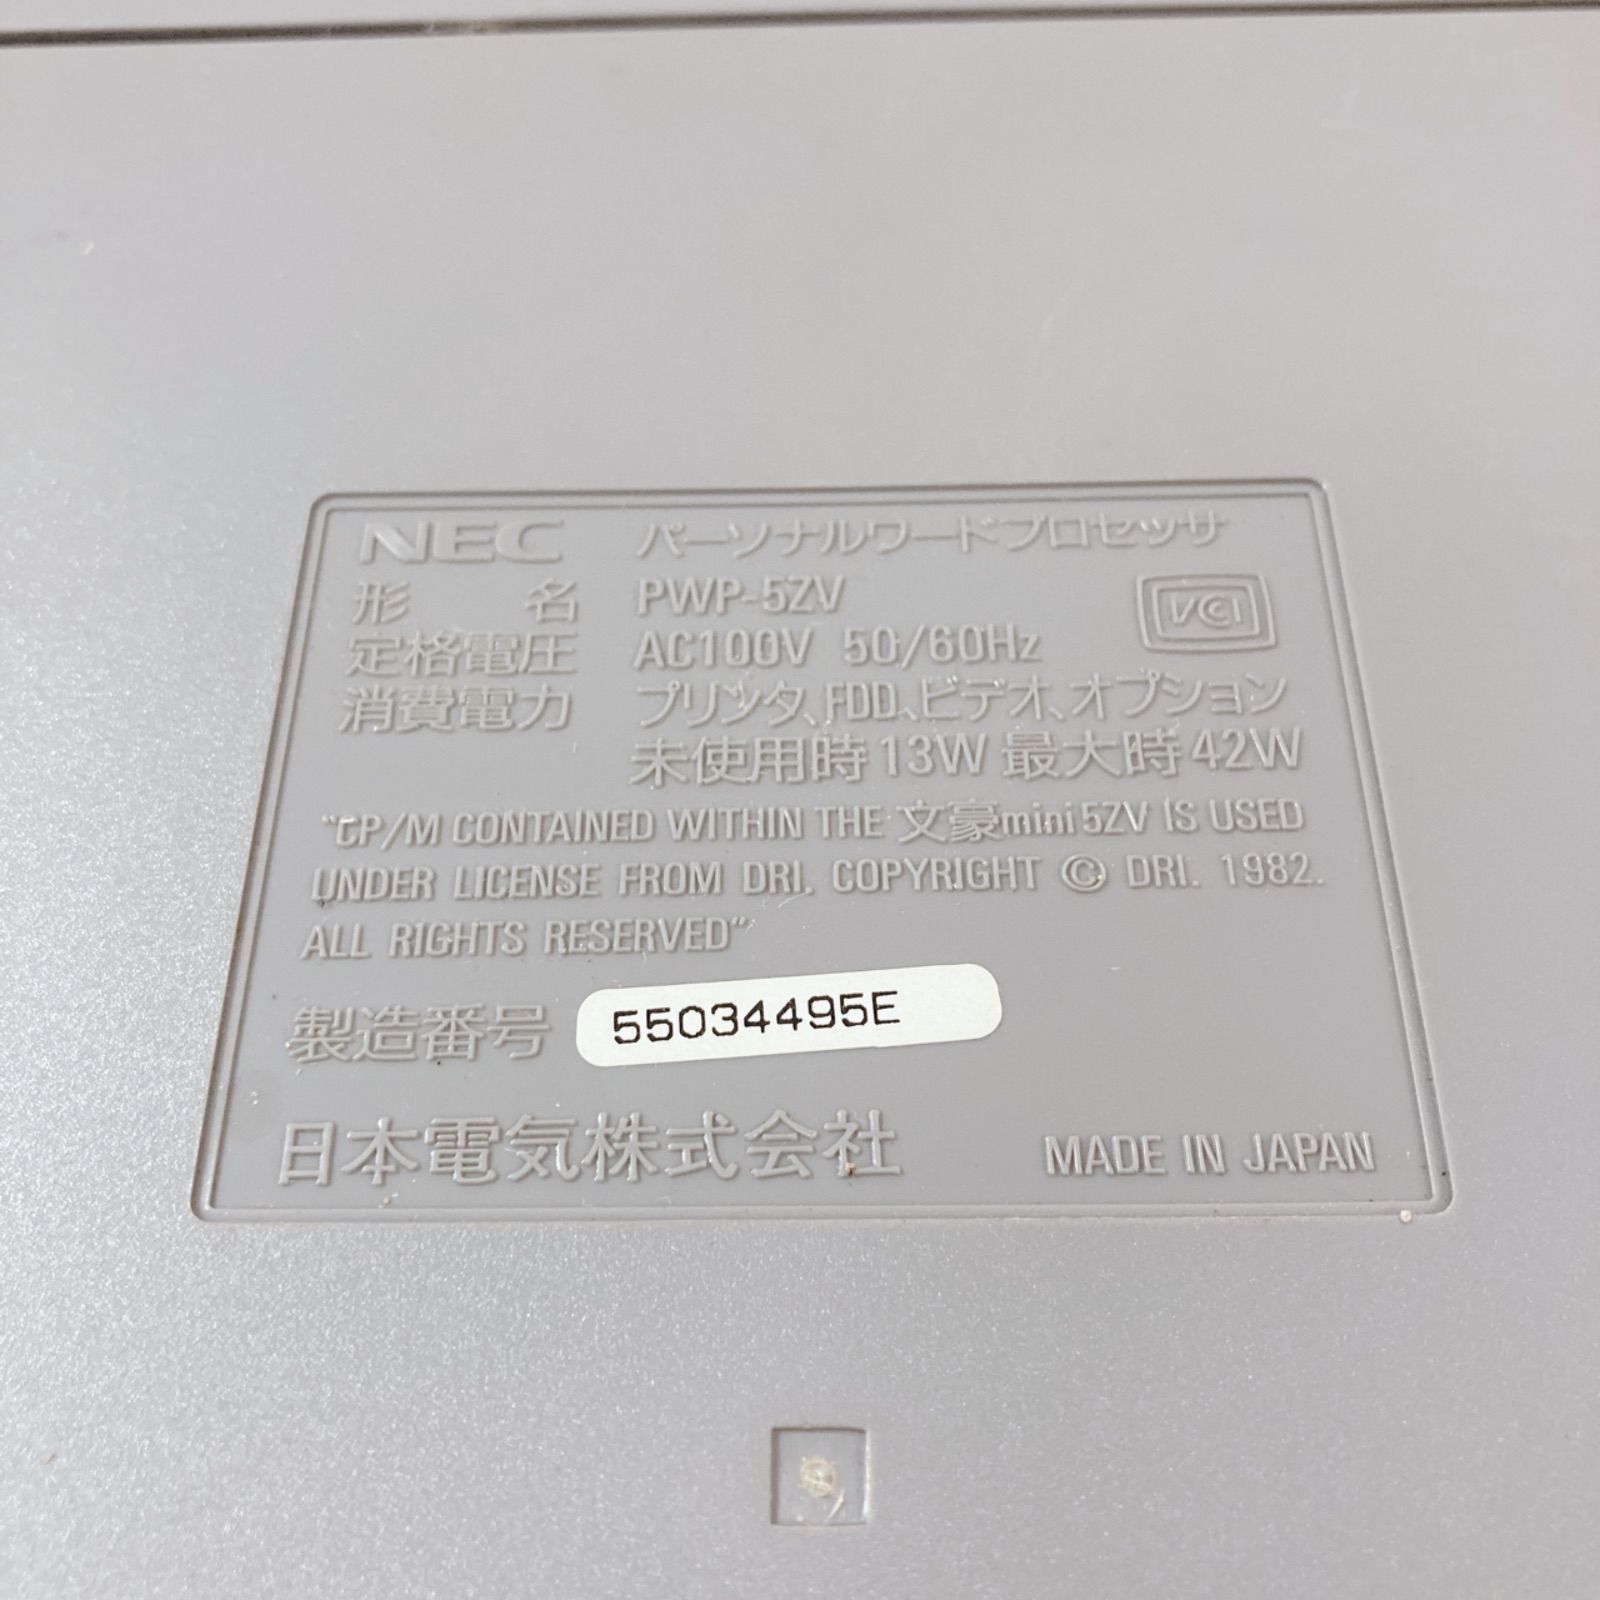 NEC パーソナルワードプロセッサ
形 名 PWP-5ZV
VCI
定格電圧 AC100V 50/60Hz
消費電力 プリンタ、FDD、ビデオ、オプション
未使用時13W 最大時42W
"CP/M CONTAINED WITHIN THE 文豪mini5ZV IS USED
UNDER LICENSE FROM DRI, COPYRIGHT © DRI. 1982.
ALL RIGHTS RESERVED"
製造番号 55034495E
日本電気株式会社 MADE IN JAPAN